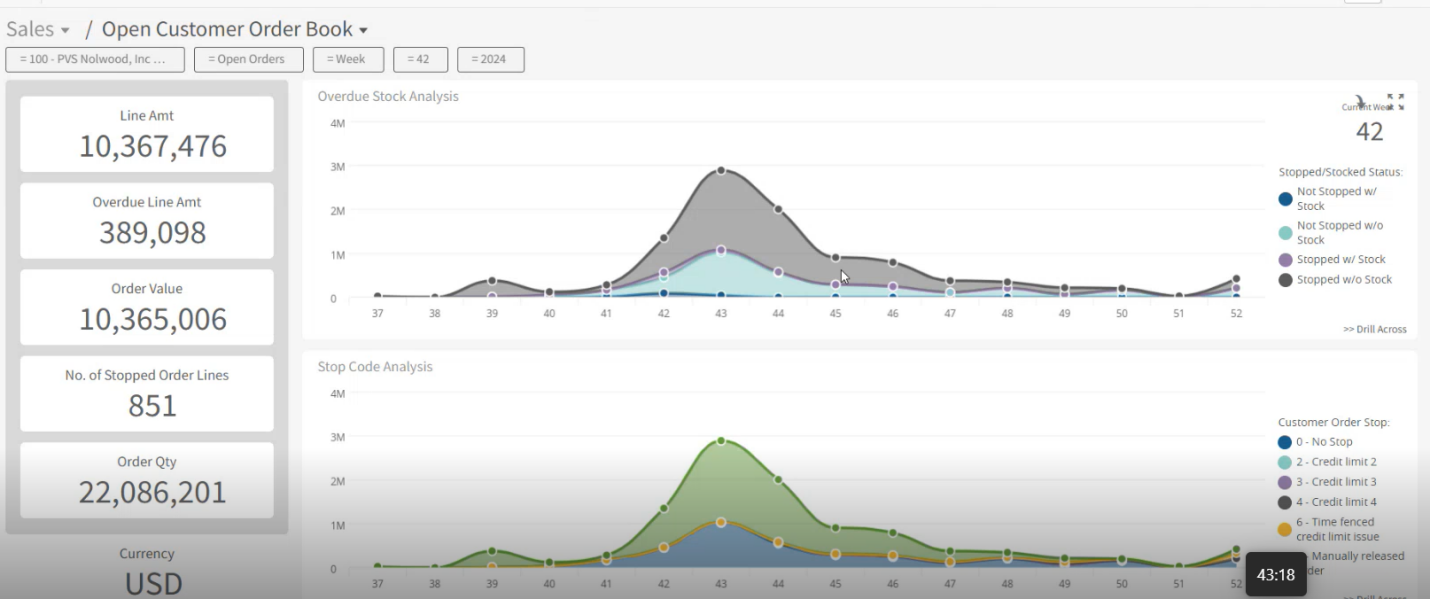 Sales / Open Customer Order Book
= 100 - PVS Nolwood, Inc ...
= Open Orders
= Week
= 42
= 2024
Line Amt
10,367,476
Overdue Line Amt
389,098
Order Value
10,365,006
No. of Stopped Order Lines
851
Order Qty
22,086,201
Currency
USD
Overdue Stock Analysis
4M
3M
2M
1M
0
37 38 39 40 41 42 43 44 45 46 47 48 49 50 51 52
Current Week
42
Stopped/Stocked Status:
Not Stopped w/
Stock
Not Stopped w/o
Stock
Stopped w/ Stock
Stopped w/o Stock
>> Drill Across
Stop Code Analysis
4M
3M
2M
1M
0
37 38 39 40 41 42 43 44 45 46 47 48 49 50 51 52
Customer Order Stop:
0 - No Stop
2 - Credit limit 2
3 - Credit limit 3
4 - Credit limit 4
6 - Time fenced
credit limit issue
Manually released
43:18
>> Drill Across